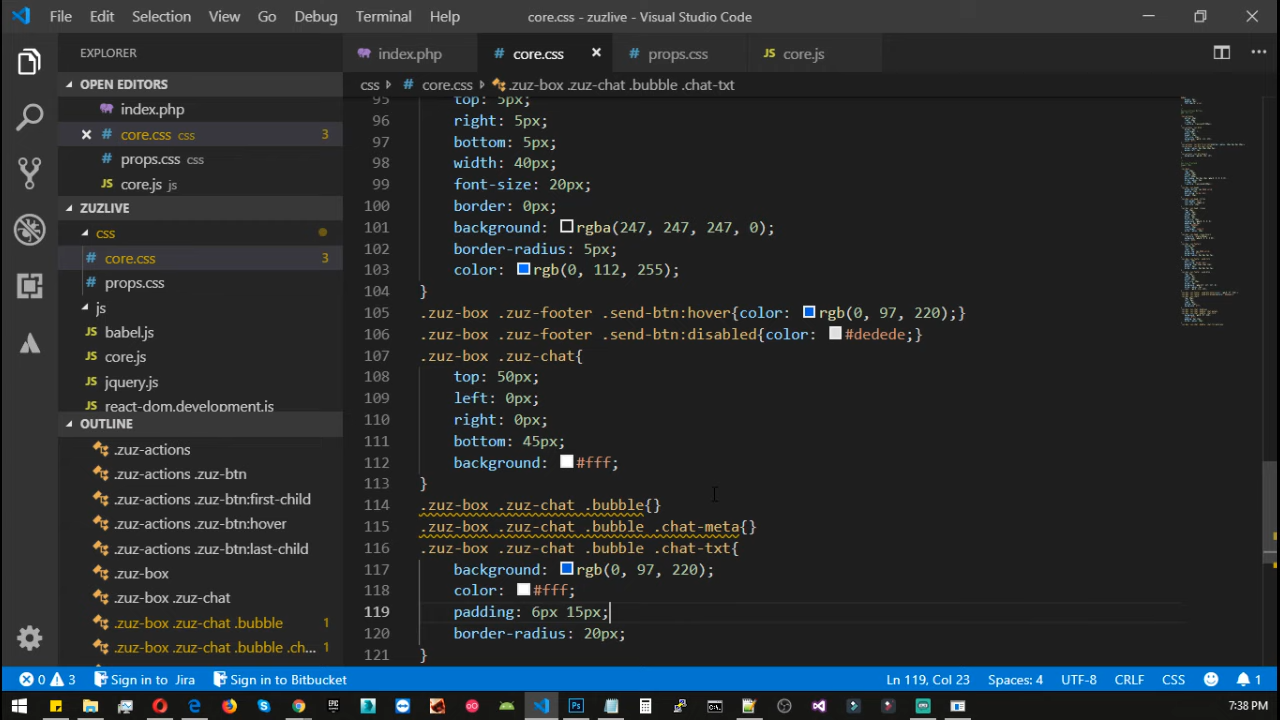 File Edit Selection View Go Debug Terminal Help core.css - zuzlive - Visual Studio Code
EXPLORER
OPEN EDITORS
index.php
core.css css 3
props.css css
core.js js
ZUZLIVE
css
core.css 3
props.css
js
babel.js
core.js
jquery.js
react-dom.development.js
OUTLINE
.zuz-actions
.zuz-actions .zuz-btn
.zuz-actions .zuz-btn:first-child
.zuz-actions .zuz-btn:hover
.zuz-actions .zuz-btn:last-child
.zuz-box
.zuz-box .zuz-chat
.zuz-box .zuz-chat .bubble 1
.zuz-box .zuz-chat .bubble .ch... 1
index.php core.css props.css core.js
css > core.css > .zuz-box .zuz-chat .bubble .chat-txt
95 top: 5px;
96 right: 5px;
97 bottom: 5px;
98 width: 40px;
99 font-size: 20px;
100 border: 0px;
101 background: rgba(247, 247, 247, 0);
102 border-radius: 5px;
103 color: rgb(0, 112, 255);
104 }
105 .zuz-box .zuz-footer .send-btn:hover{color: rgb(0, 97, 220);}
106 .zuz-box .zuz-footer .send-btn:disabled{color: #dedede;}
107 .zuz-box .zuz-chat{
108 top: 50px;
109 left: 0px;
110 right: 0px;
111 bottom: 45px;
112 background: #fff;
113 }
114 .zuz-box .zuz-chat .bubble{}
115 .zuz-box .zuz-chat .bubble .chat-meta{}
116 .zuz-box .zuz-chat .bubble .chat-txt{
117 background: rgb(0, 97, 220);
118 color: #fff;
119 padding: 6px 15px;
120 border-radius: 20px;
121 }
0 3 Sign in to Jira Sign in to Bitbucket Ln 119, Col 23 Spaces: 4 UTF-8 CRLF CSS 1
7:38 PM